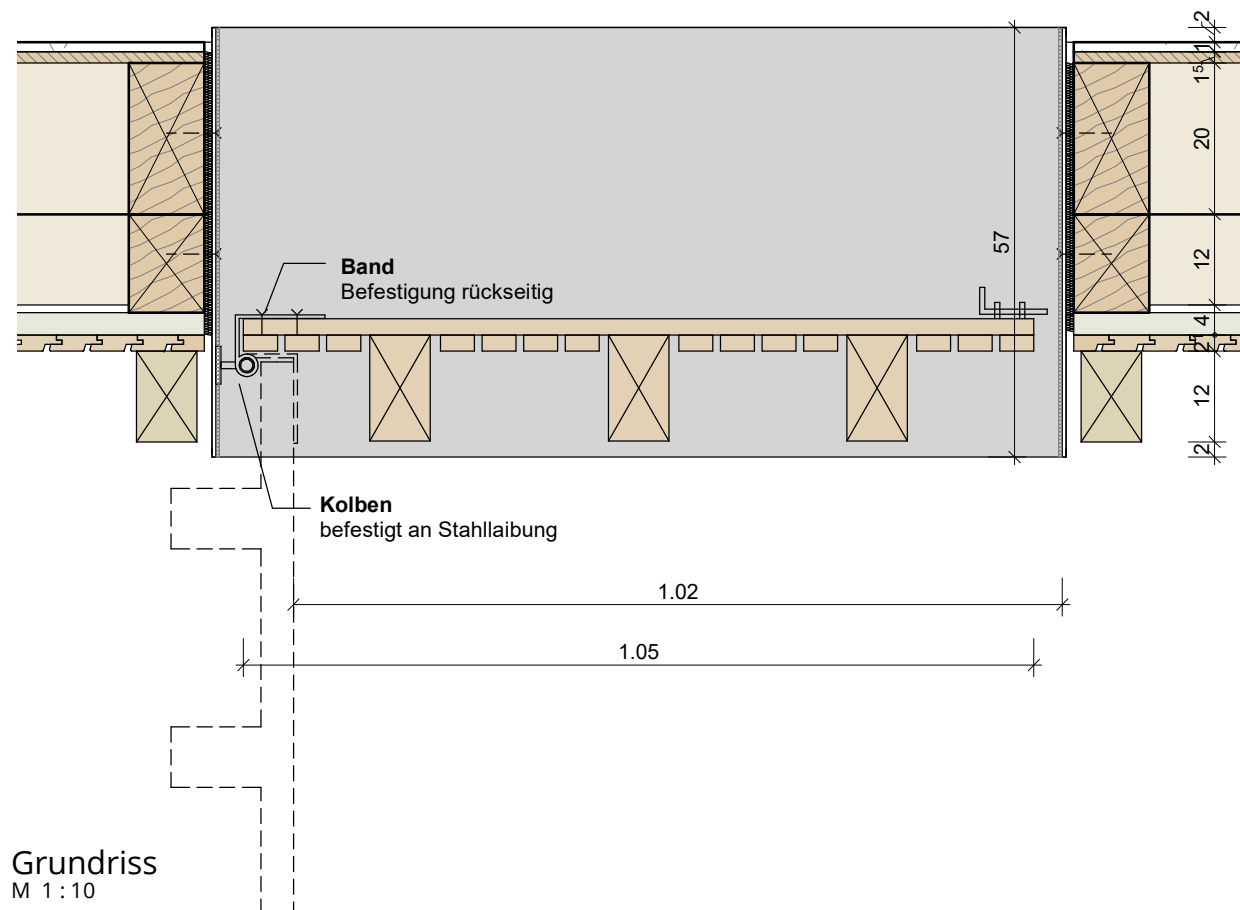 2
1
1⁵
20
57
12
Band
Befestigung rückseitig
4
2
12
2
Kolben
befestigt an Stahllaibung
1.02
1.05
Grundriss
M 1 : 10